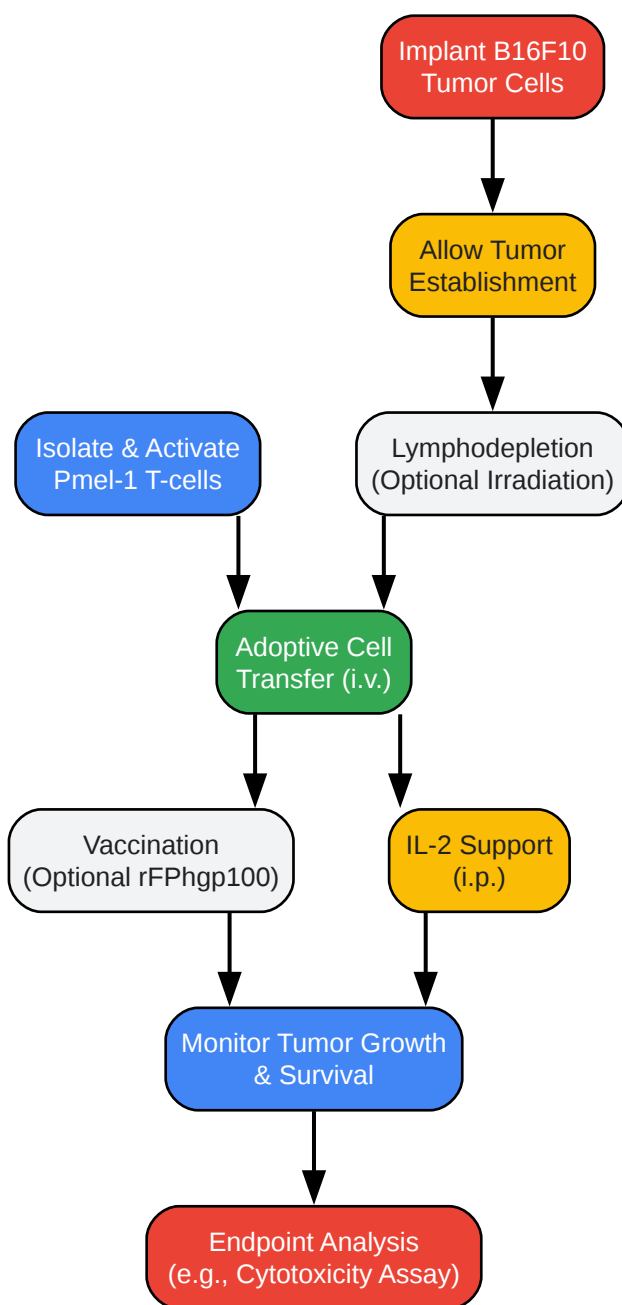 Implant B16F10
Tumor Cells
Allow Tumor
Establishment
Isolate & Activate
Pmel-1 T-cells
Lymphodepletion
(Optional Irradiation)
Adoptive Cell
Transfer (i.v.)
Vaccination
(Optional rFPhgp100)
IL-2 Support
(i.p.)
Monitor Tumor Growth
& Survival
Endpoint Analysis
(e.g., Cytotoxicity Assay)